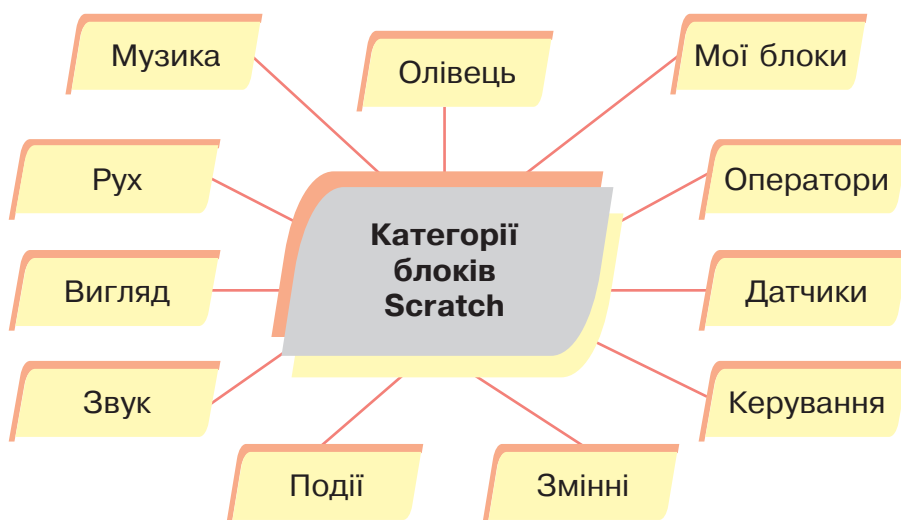 Музика
Олівець
Мої блоки
Рух
Оператори
Категорії
блоків
Scratch
Вигляд
Датчики
Звук
Керування
Події
Змінні